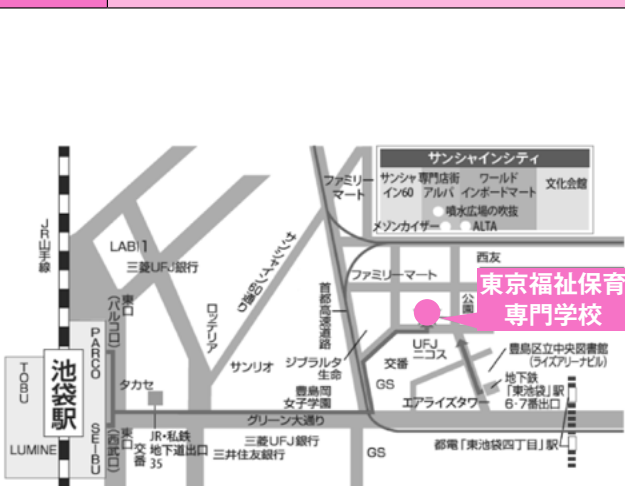 サンシャインシティ
サンシャ
イン60
専門店街
アルパ
ワールド
インポートマート
文化会館
噴水広場の吹抜
メゾンカイザー
ALTA
ファミリー
マート
JR山手線
LABI1
三菱UFJ銀行
サンシャイン60通り
首都高速道路
ファミリーマート
西友
公園
東京福祉保育
専門学校
東口
(パルコ口)
ロッテリア
PARCO
TOBU
池袋駅
タカセ
サンリオ
ジブラルタ
生命
豊島岡
女子学園
UFJ
ニコス
交番
GS
エアライズタワー
豊島区立中央図書館
(ライズアリーナビル)
地下鉄
「東池袋」駅
6・7番出口
グリーン大通り
LUMINE
SEIBU
東口
(西武口)
交番
JR・私鉄
地下道出口
35
三菱UFJ銀行
三井住友銀行
GS
都電「東池袋四丁目」駅